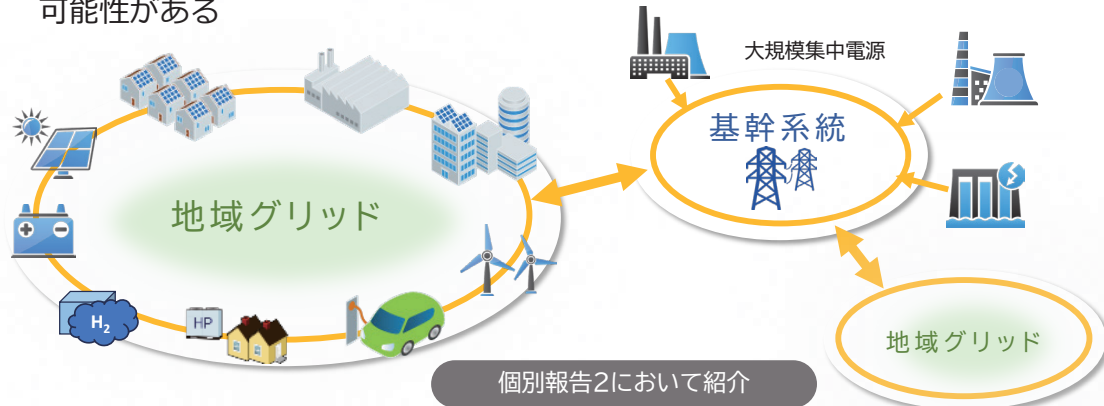 可能性がある
大規模集中電源
基幹系統
地域グリッド
H2
HP
地域グリッド
個別報告2において紹介